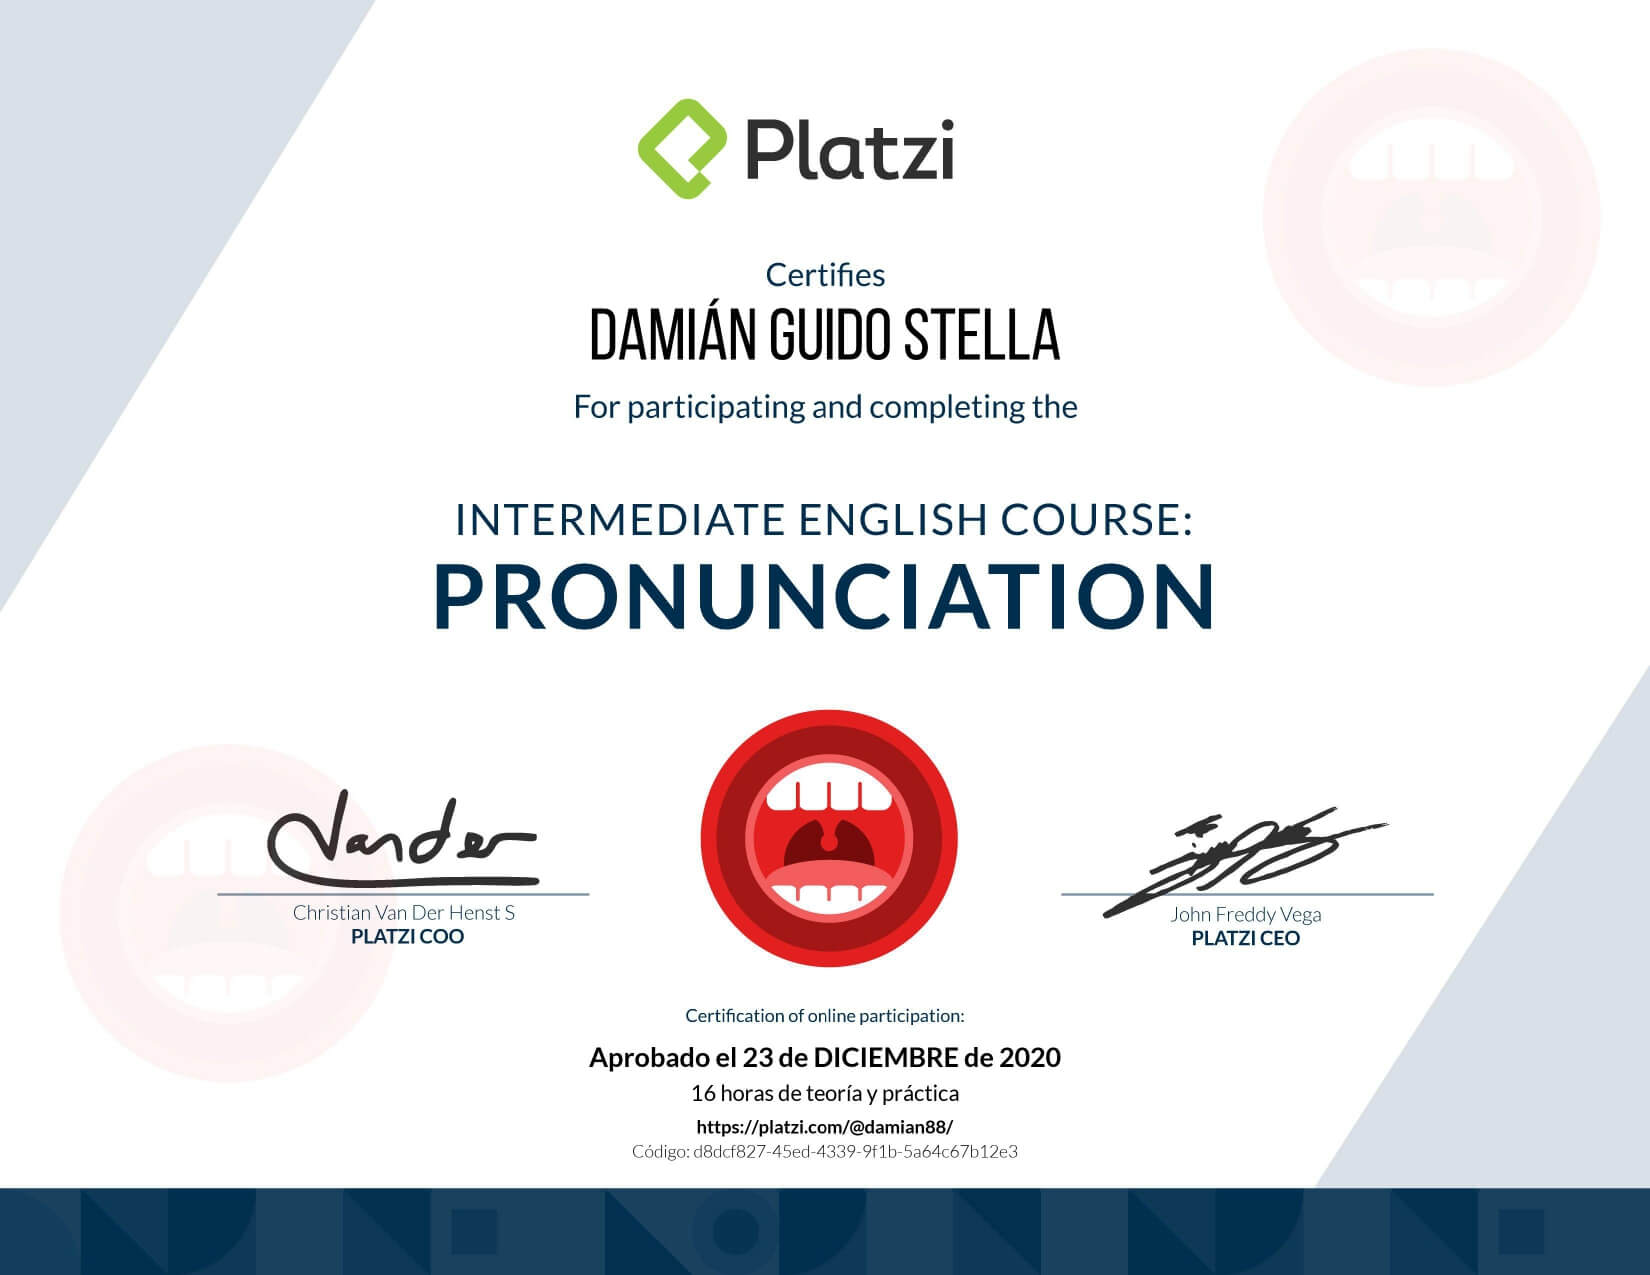 Platzi
Certifies
DAMIÁN GUIDO STELLA
For participating and completing the
INTERMEDIATE ENGLISH COURSE:
PRONUNCIATION
Vander
Christian Van Der Henst S
PLATZI COO
John Freddy Vega
PLATZI CEO
Certification of online participation:
Aprobado el 23 de DICIEMBRE de 2020
16 horas de teoría y práctica
https://platzi.com/@damian88/
Código: d8dcf827-45ed-4339-9f1b-5a64c67b12e3